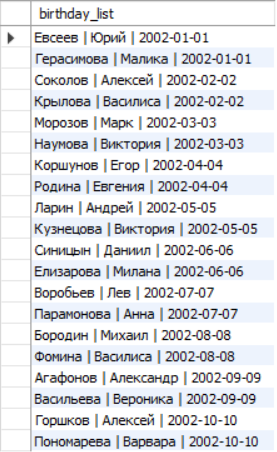 birthday_list
Евсеев | Юрий | 2002-01-01
Герасимова | Малика | 2002-01-01
Соколов | Алексей | 2002-02-02
Крылова | Василиса | 2002-02-02
Морозов | Марк | 2002-03-03
Наумова | Виктория | 2002-03-03
Коршунов | Егор | 2002-04-04
Родина | Евгения | 2002-04-04
Ларин | Андрей | 2002-05-05
Кузнецова | Виктория | 2002-05-05
Синицын | Даниил | 2002-06-06
Елизарова | Милана | 2002-06-06
Воробьев | Лев | 2002-07-07
Парамонова | Анна | 2002-07-07
Бородин | Михаил | 2002-08-08
Фомина | Василиса | 2002-08-08
Агафонов | Александр | 2002-09-09
Васильева | Вероника | 2002-09-09
Горшков | Алексей | 2002-10-10
Пономарева | Варвара | 2002-10-10